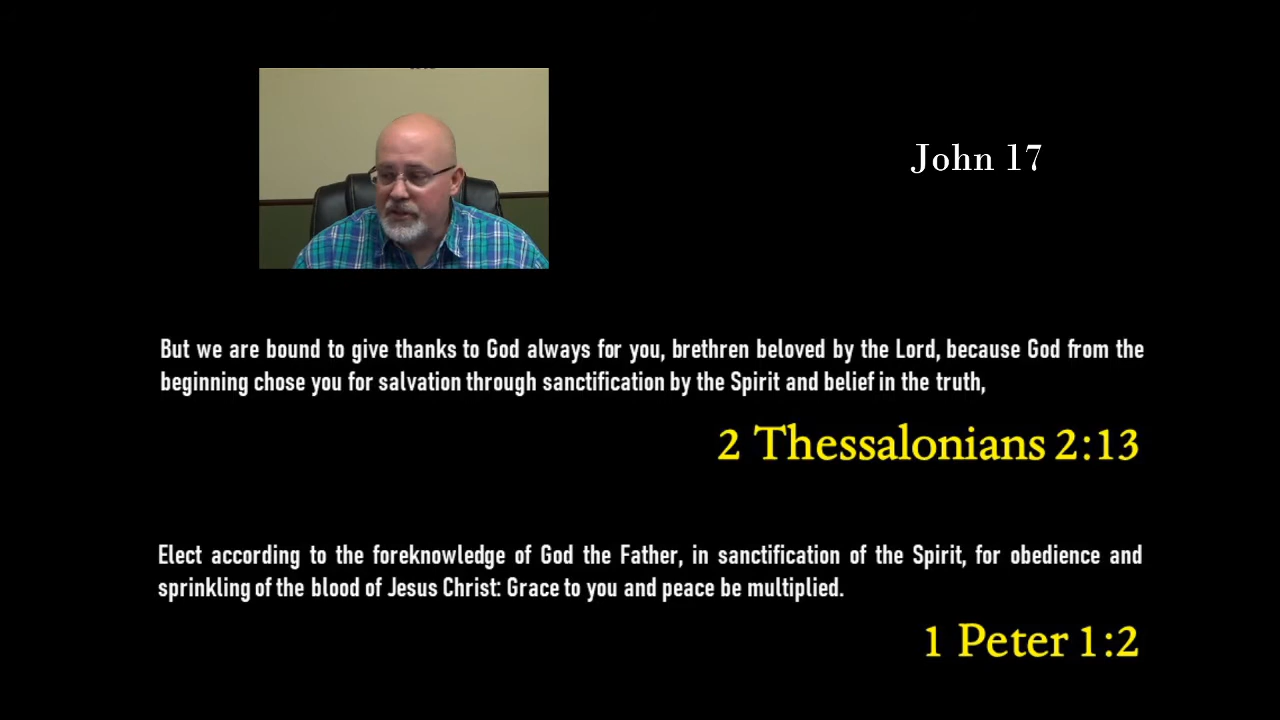 John 17
But we are bound to give thanks to God always for you, brethren beloved by the Lord, because God from the
beginning chose you for salvation through sanctification by the Spirit and belief in the truth,
2 Thessalonians 2:13
Elect according to the foreknowledge of God the Father, in sanctification of the Spirit, for obedience and
sprinkling of the blood of Jesus Christ: Grace to you and peace be multiplied.
1 Peter 1:2